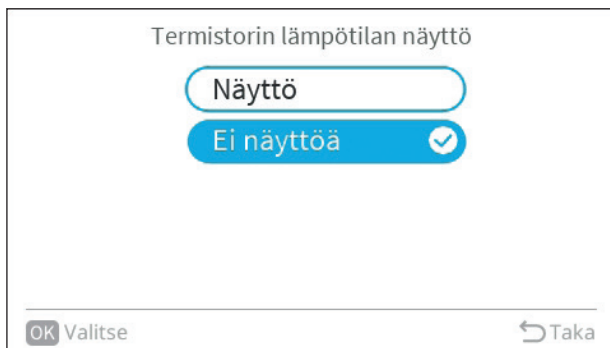 Termistorin lämpötilan näyttö
Näyttö
Ei näyttöä
OK Valitse
Taka